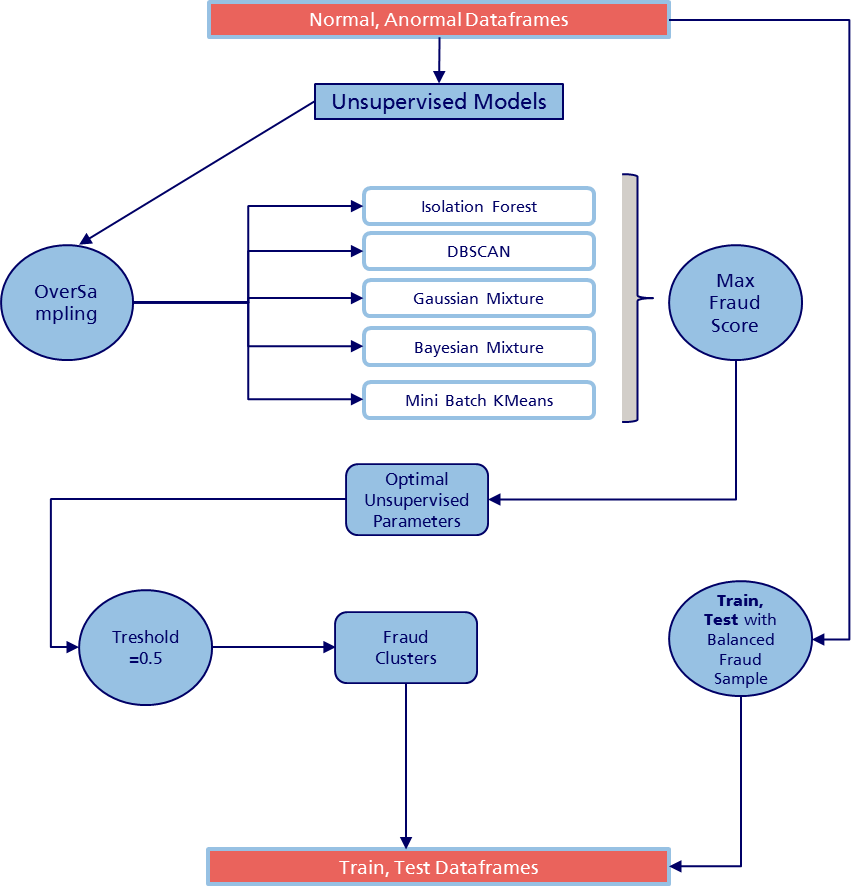 Normal, Anormal Dataframes
Unsupervised Models
OverSa
mpling
Isolation Forest
DBSCAN
Gaussian Mixture
Bayesian Mixture
Mini Batch KMeans
Max
Fraud
Score
Optimal
Unsupervised
Parameters
Treshold
=0.5
Fraud
Clusters
Train,
Test with
Balanced
Fraud
Sample
Train, Test Dataframes